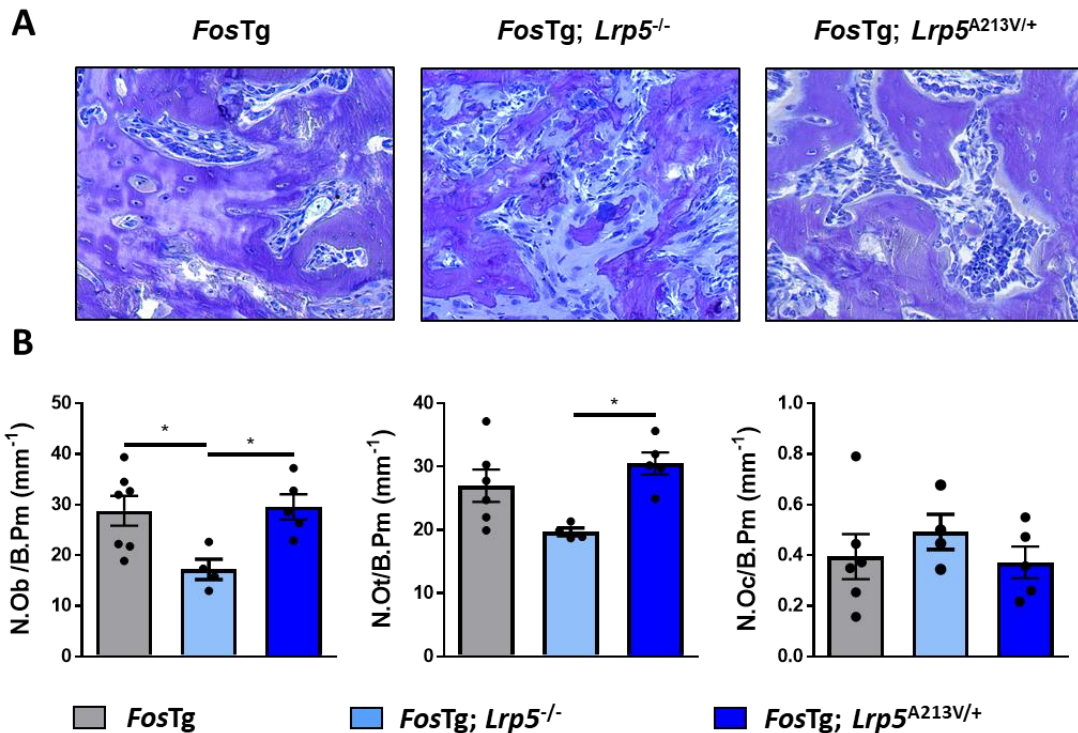 A
FosTg
FosTg; Lrp5-/-
FosTg; Lrp5A213V/+
B
N.Ob /B.Pm (mm-1)
50
40
30
20
10
0
*
*
N.Ot/B.Pm (mm-1)
40
30
20
10
0
*
N.Oc/B.Pm (mm-1)
1.0
0.8
0.6
0.4
0.2
0.0
FosTg
FosTg; Lrp5-/-
FosTg; Lrp5A213V/+